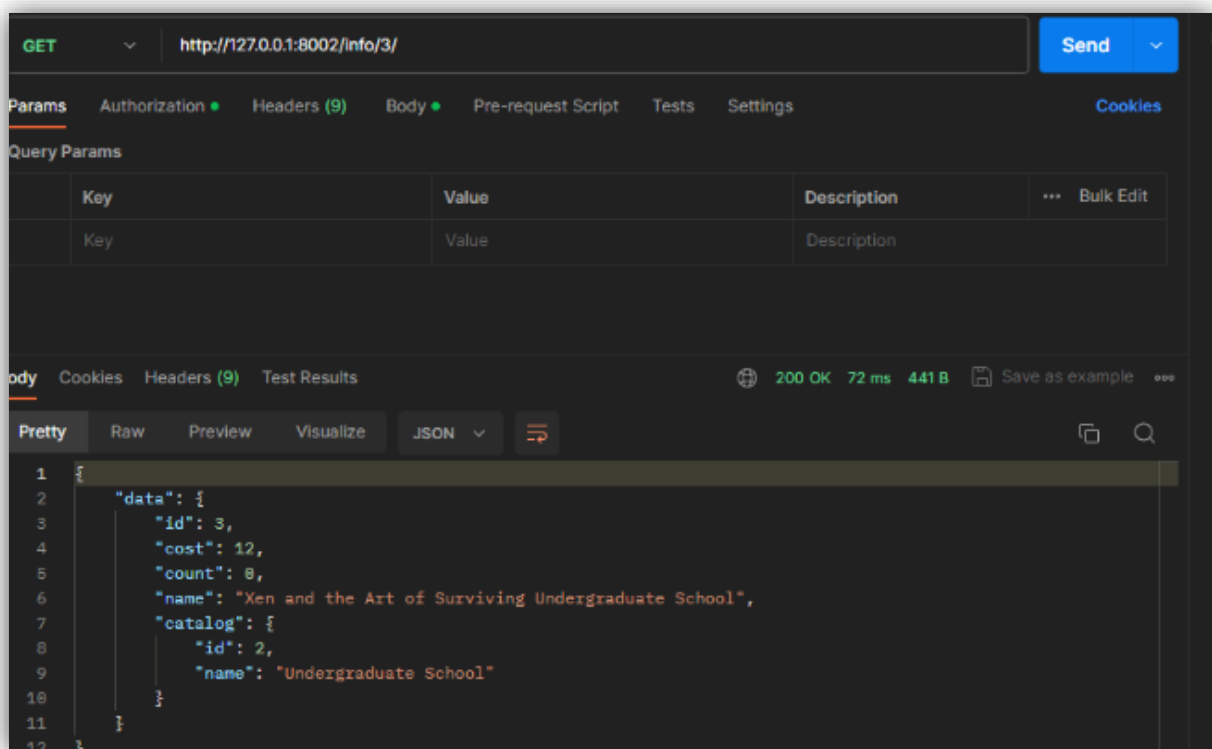 GET http://127.0.0.1:8002/info/3/ Send
Params Authorization Headers (9) Body Pre-request Script Tests Settings Cookies
Query Params
Key Value Description Bulk Edit
Key Value Description
ody Cookies Headers (9) Test Results 200 OK 72 ms 441 B Save as example
Pretty Raw Preview Visualize JSON
1 {
2 "data": {
3 "id": 3,
4 "cost": 12,
5 "count": 0,
6 "name": "Xen and the Art of Surviving Undergraduate School",
7 "catalog": {
8 "id": 2,
9 "name": "Undergraduate School"
10 }
11 }
12 }